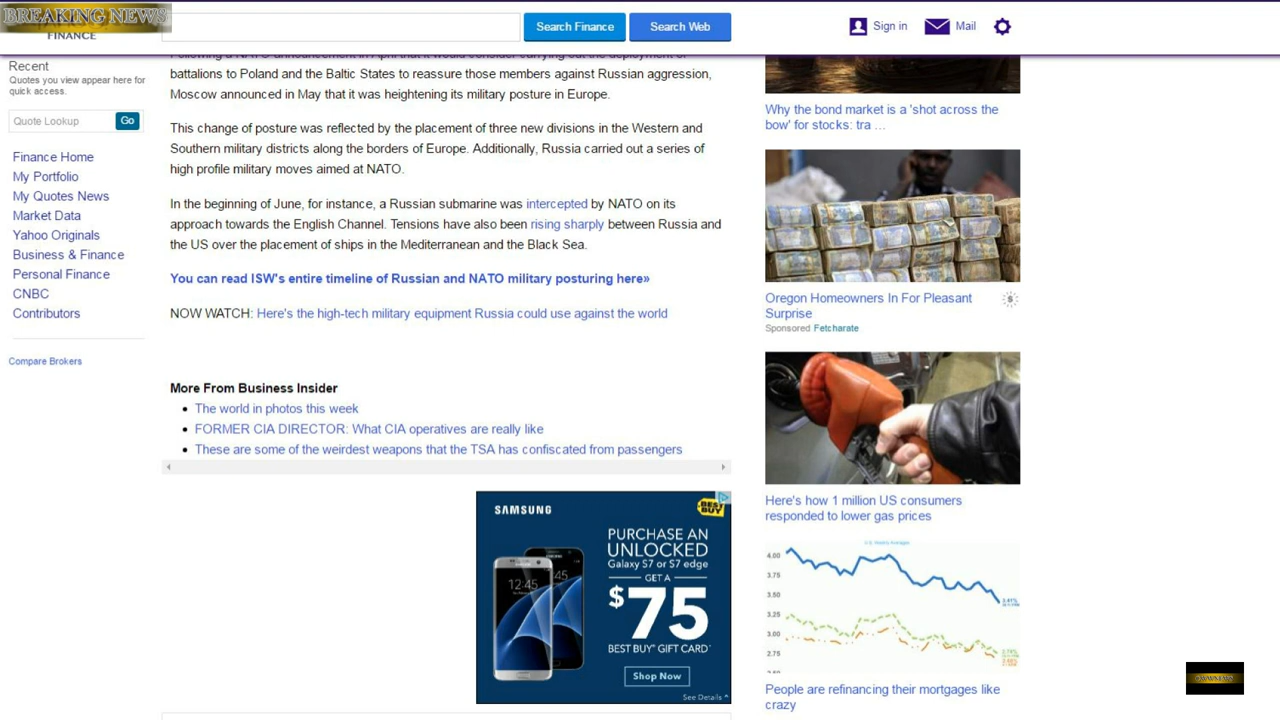 BREAKING NEWS
FINANCE
Search Finance
Search Web
Sign in
Mail
Recent
Quotes you view appear here for
quick access.
Quote Lookup
Go
Finance Home
My Portfolio
My Quotes News
Market Data
Yahoo Originals
Business & Finance
Personal Finance
CNBC
Contributors
Compare Brokers
Following a NATO announcement in April that it would consider carrying out the deployment of
battalions to Poland and the Baltic States to reassure those members against Russian aggression,
Moscow announced in May that it was heightening its military posture in Europe.
This change of posture was reflected by the placement of three new divisions in the Western and
Southern military districts along the borders of Europe. Additionally, Russia carried out a series of
high profile military moves aimed at NATO.
In the beginning of June, for instance, a Russian submarine was intercepted by NATO on its
approach towards the English Channel. Tensions have also been rising sharply between Russia and
the US over the placement of ships in the Mediterranean and the Black Sea.
You can read ISW's entire timeline of Russian and NATO military posturing here»
NOW WATCH: Here's the high-tech military equipment Russia could use against the world
More From Business Insider
• The world in photos this week
• FORMER CIA DIRECTOR: What CIA operatives are really like
• These are some of the weirdest weapons that the TSA has confiscated from passengers
SAMSUNG
BEST BUY
PURCHASE AN
UNLOCKED
Galaxy S7 or S7 edge
GET A
$75
BEST BUY GIFT CARD
Shop Now
See Details ^
12:45
12:45
Why the bond market is a 'shot across the
bow' for stocks: tra ...
Oregon Homeowners In For Pleasant
Surprise
Sponsored Fetcharate
Here's how 1 million US consumers
responded to lower gas prices
U.S. Weekly Averages
4.00
3.75
3.50
3.25
3.00
2.75
People are refinancing their mortgages like
crazy